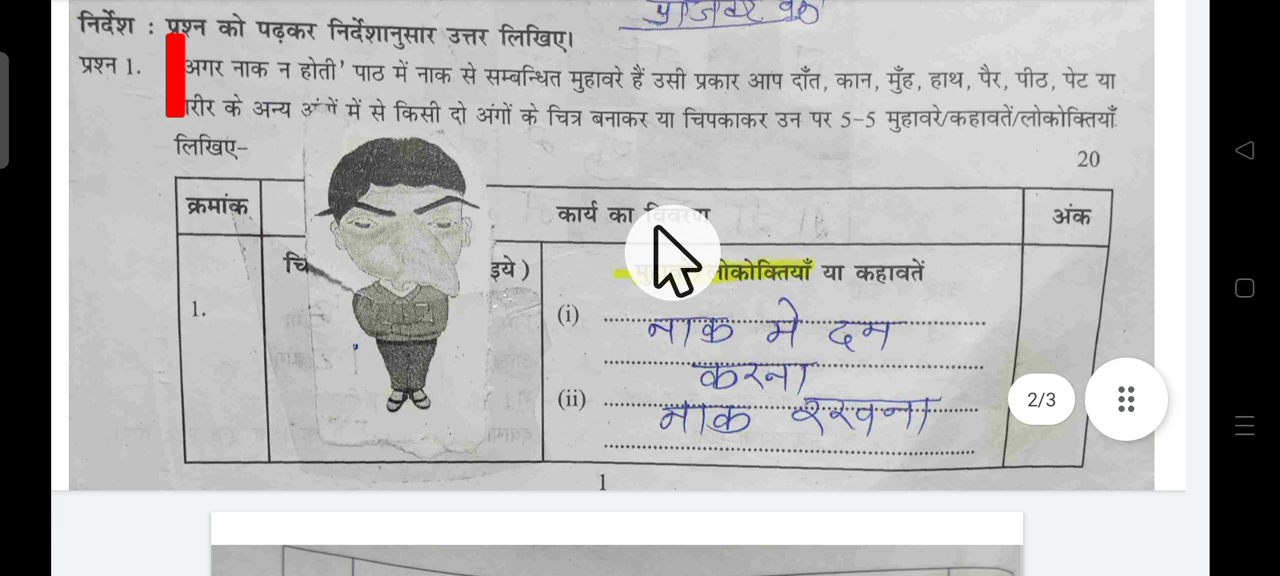 प्रोजेक्ट
निर्देश : प्रश्न को पढ़कर निर्देशानुसार उत्तर लिखिए।
प्रश्न 1. अगर नाक न होती' पाठ में नाक से सम्बन्धित मुहावरे हैं उसी प्रकार आप दाँत, कान, मुँह, हाथ, पैर, पीठ, पेट या
के अन्य अंगों में से किसी दो अंगों के चित्र बनाकर या चिपकाकर उन पर 5-5 मुहावरे/कहावतें/लोकोक्तियाँ
लिखिए-
20
क्रमांक कार्य का विवरण अंक
चि इये ) लोकोक्तियाँ या कहावतें
1. (i) नाक मे दम
करना
(ii) नाक रखना
1
2/3